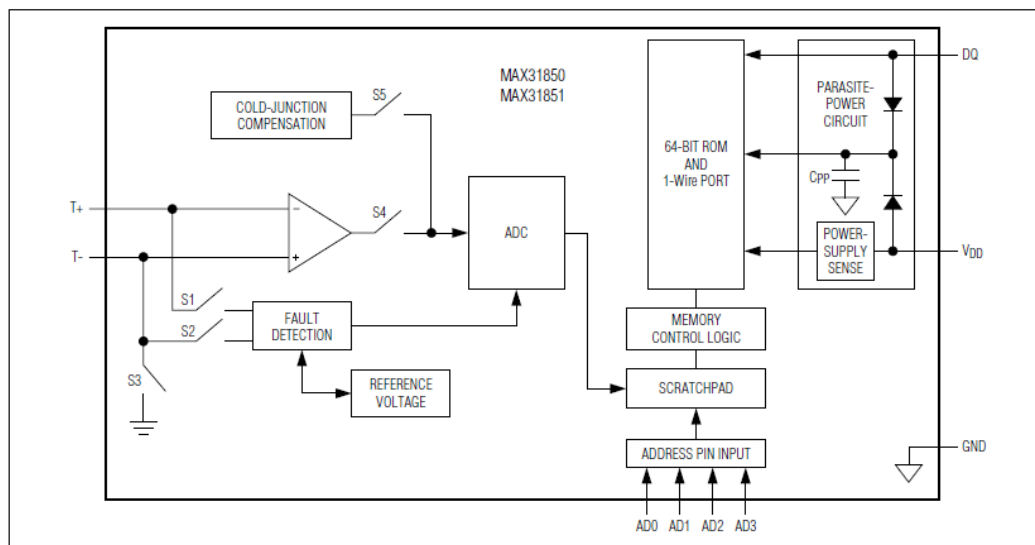 MAX31850
MAX31851
COLD-JUNCTION
COMPENSATION
S5
T+
T-
−
+
S4
ADC
S1
S2
S3
FAULT
DETECTION
REFERENCE
VOLTAGE
64-BIT ROM
AND
1-Wire PORT
PARASITE-
POWER
CIRCUIT
CPP
POWER-
SUPPLY
SENSE
DQ
VDD
MEMORY
CONTROL LOGIC
SCRATCHPAD
ADDRESS PIN INPUT
AD0 AD1 AD2 AD3
GND